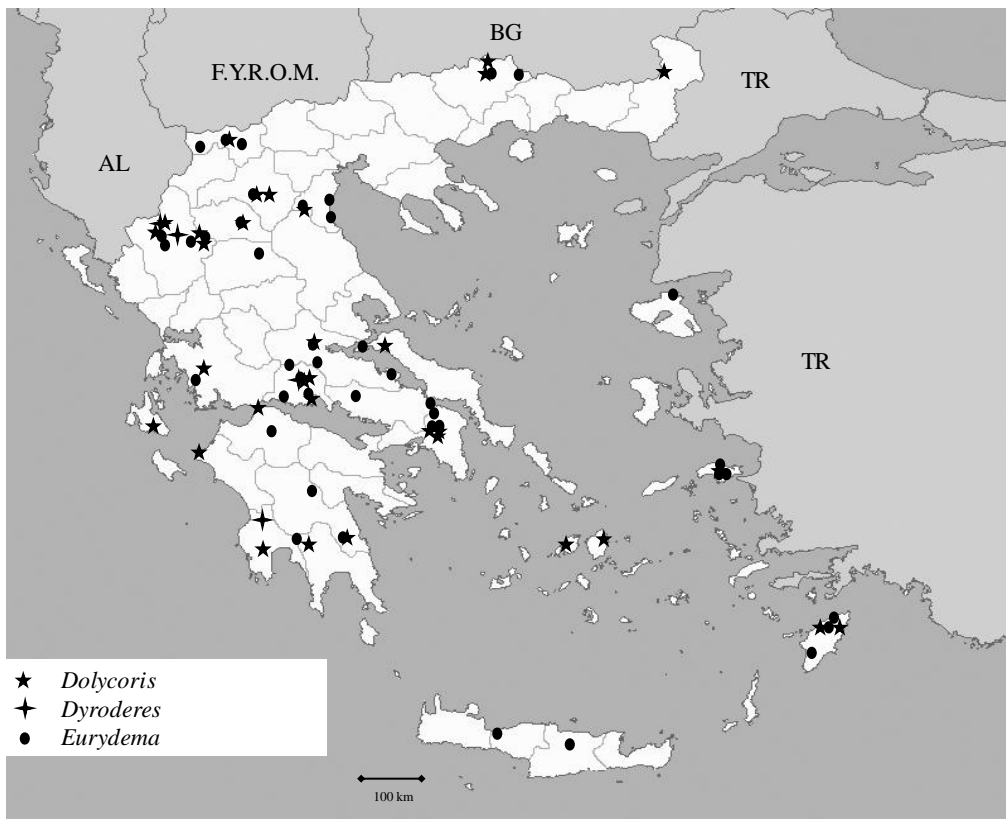 BG
F.Y.R.O.M.
TR
AL
TR
Dolycoris
Dyroderes
Eurydema
100 km